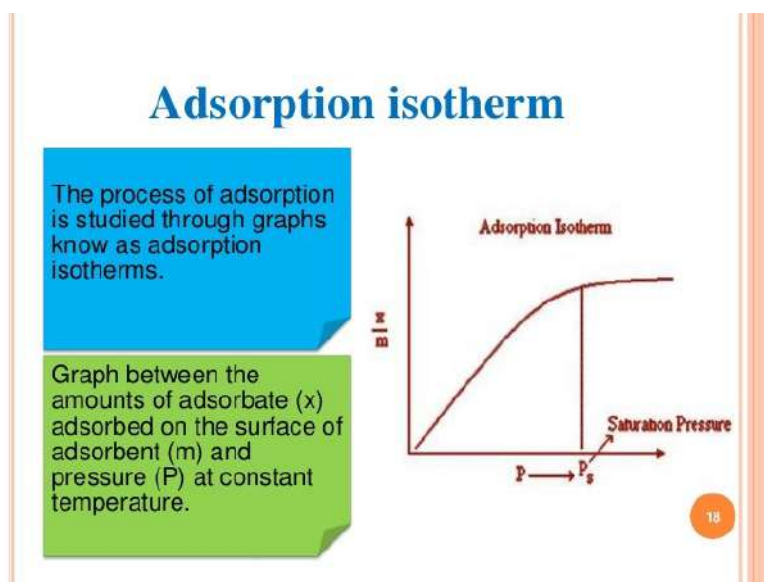 Adsorption isotherm
The process of adsorption
is studied through graphs
know as adsorption
isotherms.
Graph between the
amounts of adsorbate (x)
adsorbed on the surface of
adsorbent (m) and
pressure (P) at constant
temperature.
Adsorption Isotherm
x
m
Saturation Pressure
P Ps
18